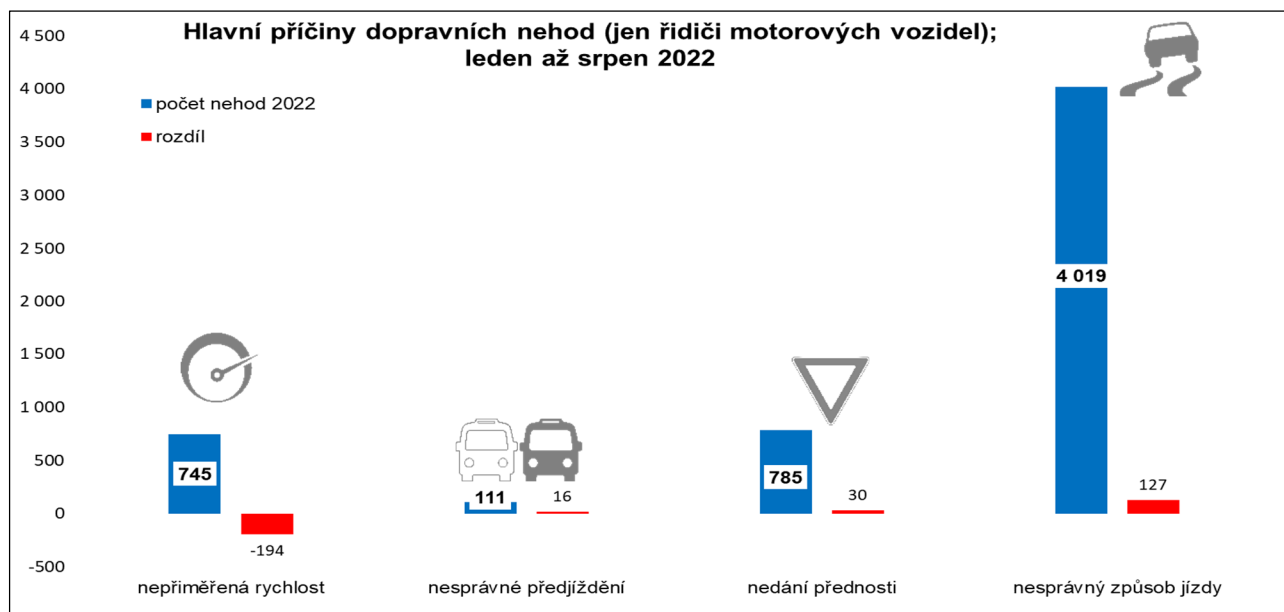 Hlavní příčiny dopravních nehod (jen řidiči motorových vozidel);
leden až srpen 2022
4 500
4 000
3 500
3 000
2 500
2 000
1 500
1 000
500
0
-500
počet nehod 2022
rozdíl
745
-194
111
16
785
30
4 019
127
nepřiměřená rychlost
nesprávné předjíždění
nedání přednosti
nesprávný způsob jízdy